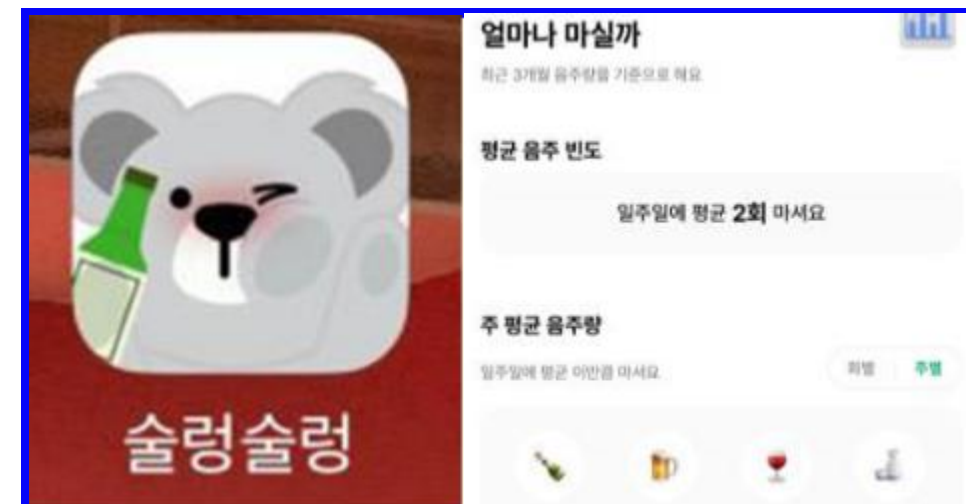 술렁술렁
얼마나 마실까
최근 3개월 음주량을 기준으로 해요
평균 음주 빈도
일주일에 평균 2회 마셔요
주 평균 음주량
일주일에 평균 이만큼 마셔요
회별 주별